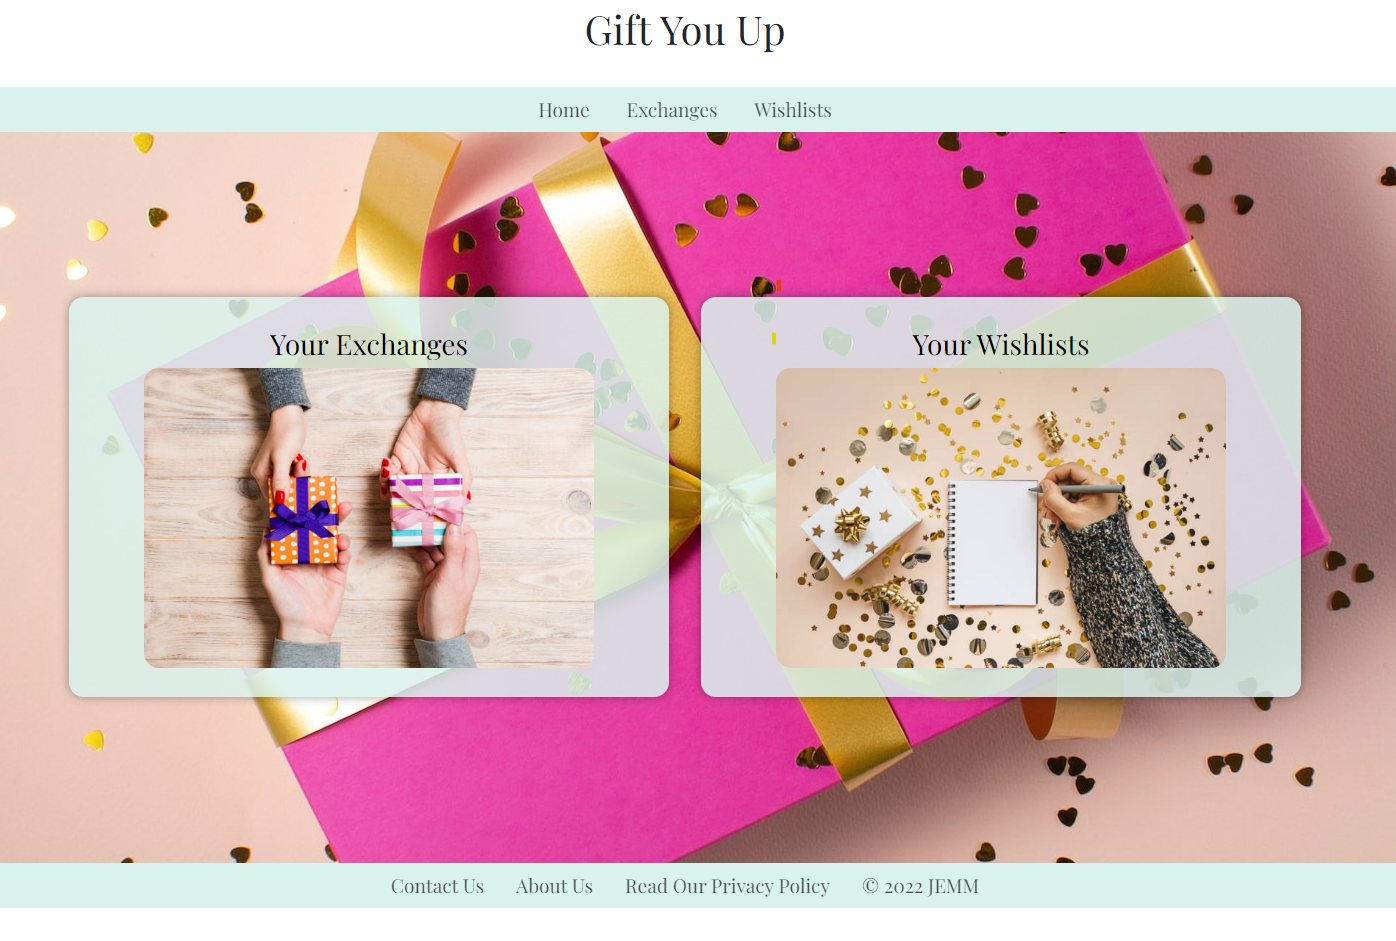 Gift You Up
Home Exchanges Wishlists
Your Exchanges
Your Wishlists
Contact Us About Us Read Our Privacy Policy © 2022 JEMM